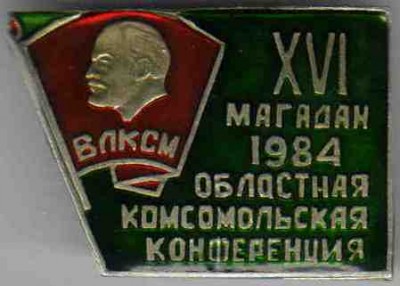 ВЛКСМ
XVI
МАГАДАН
1984
ОБЛАСТНАЯ
КОМСОМОЛЬСКАЯ
КОНФЕРЕНЦИЯ